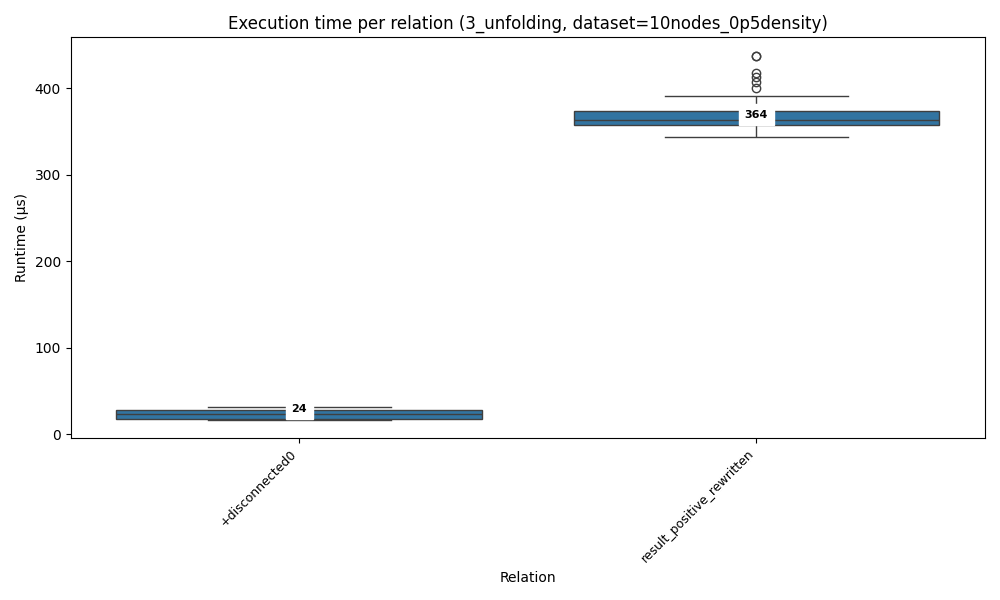 Execution time per relation (3_unfolding, dataset=10nodes_0p5density)
Runtime (µs)
400
300
200
100
0
364
24
+disconnected0
result_positive_rewritten
Relation